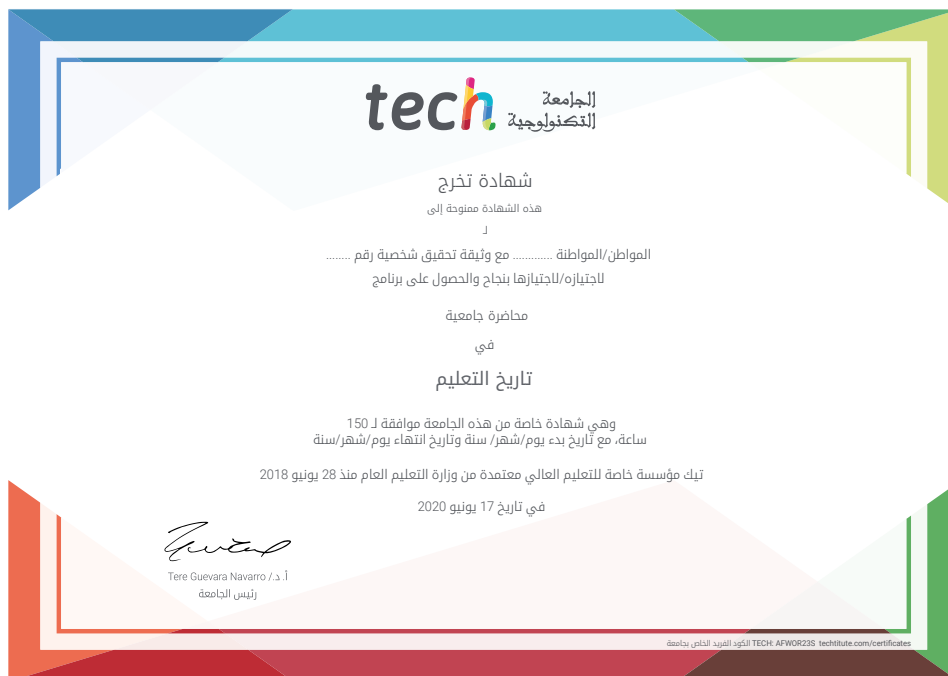 tech الجامعة
التكنولوجية
شهادة تخرج
هذه الشهادة ممنوحة إلى
لـ
المواطن/المواطنة ............ مع وثيقة تحقيق شخصية رقم ........
لاجتيازه/لاجتيازها بنجاح والحصول على برنامج
محاضرة جامعية
في
تاريخ التعليم
وهي شهادة خاصة من هذه الجامعة موافقة لـ 150
ساعة، مع تاريخ بدء يوم/شهر/ سنة وتاريخ انتهاء يوم/شهر/سنة
تيك مؤسسة خاصة للتعليم العالي معتمدة من وزارة التعليم العام منذ 28 يونيو 2018
في تاريخ 17 يونيو 2020
أ. د./ Tere Guevara Navarro
رئيس الجامعة
الكود الفريد الخاص بجامعة TECH: AFWOR23S techtitute.com/certificates